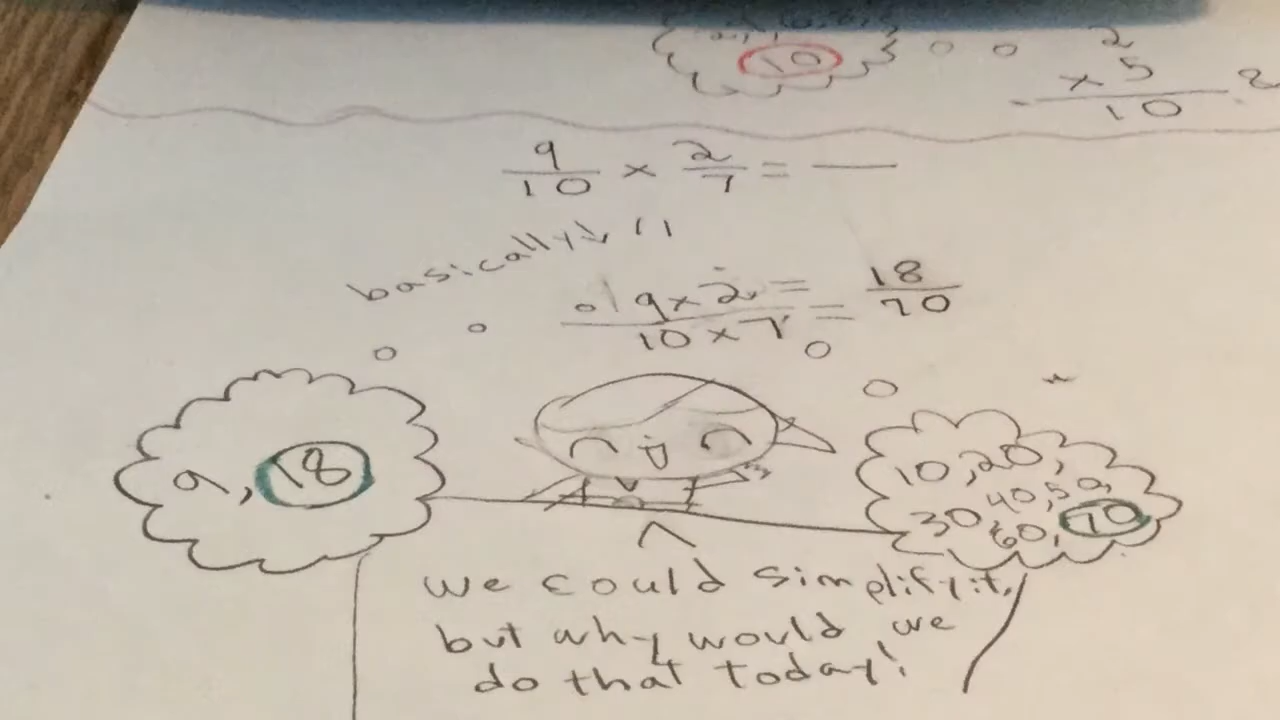 10
2
× 5 2
10
9/10 × 2/7 = —
basically
9 × 2 = 18
10 × 7 = 70
9, 18
10, 20,
30 40, 50,
60, 70
we could simplify it,
but why would we
do that today!